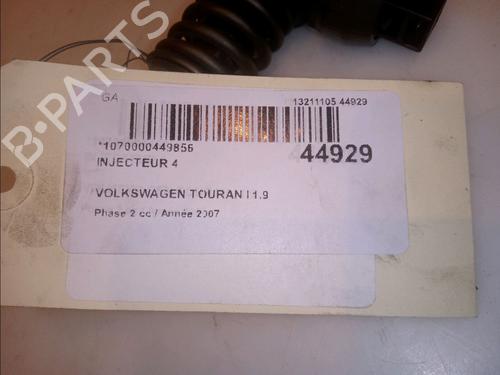 B-PARTS
GA
13211105 44929
*1070000449856
44929
INJECTEUR 4
VOLKSWAGEN TOURAN I 1.9
Phase 2 cc / Année 2007